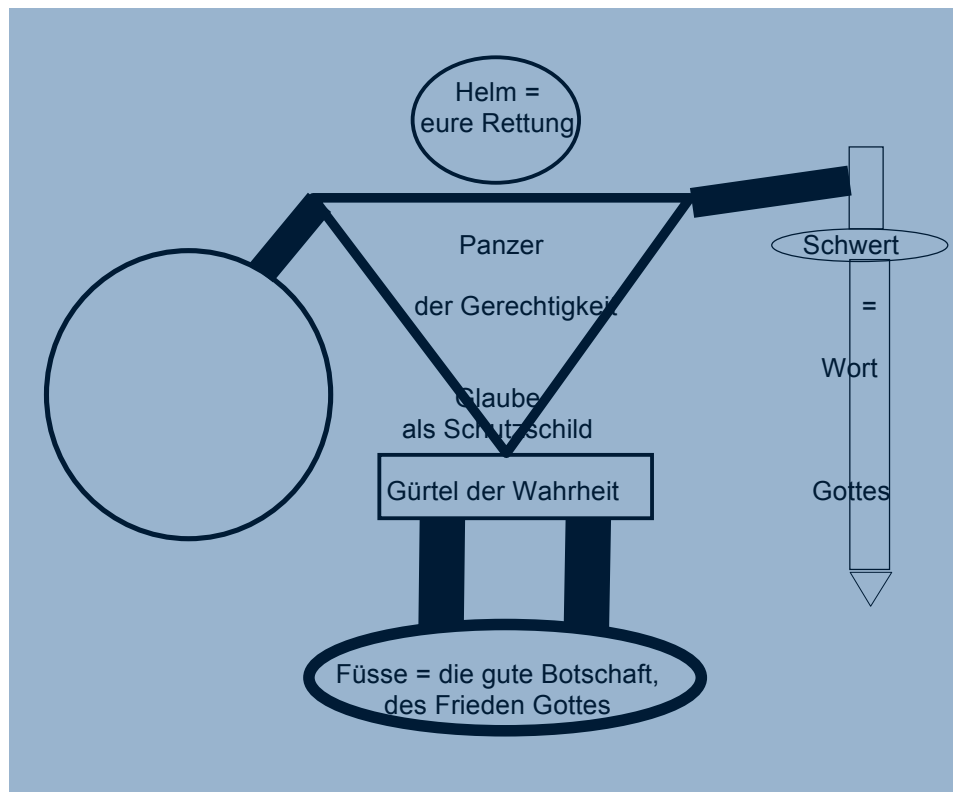 Helm =
eure Rettung
Panzer
der Gerechtigkeit
Glaube
als Schutzschild
Gürtel der Wahrheit
Füsse = die gute Botschaft,
des Frieden Gottes
Schwert
=
Wort
Gottes